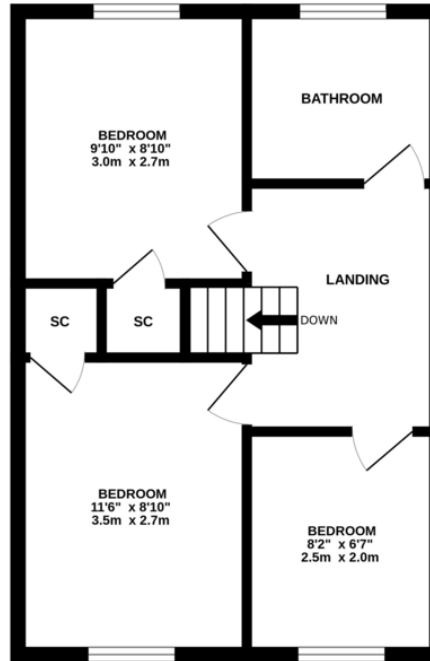 BATHROOM
BEDROOM
9'10" x 8'10"
3.0m x 2.7m
LANDING
SC
SC
DOWN
BEDROOM
11'6" x 8'10"
3.5m x 2.7m
BEDROOM
8'2" x 6'7"
2.5m x 2.0m